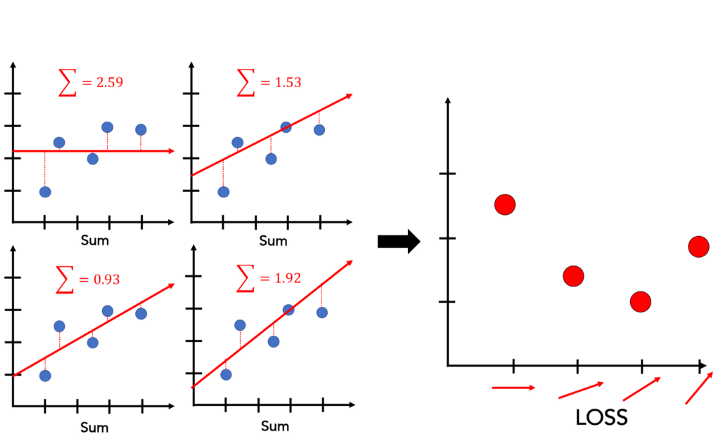 ∑ = 2.59
∑ = 1.53
Sum
Sum
∑ = 0.93
∑ = 1.92
Sum
Sum
LOSS